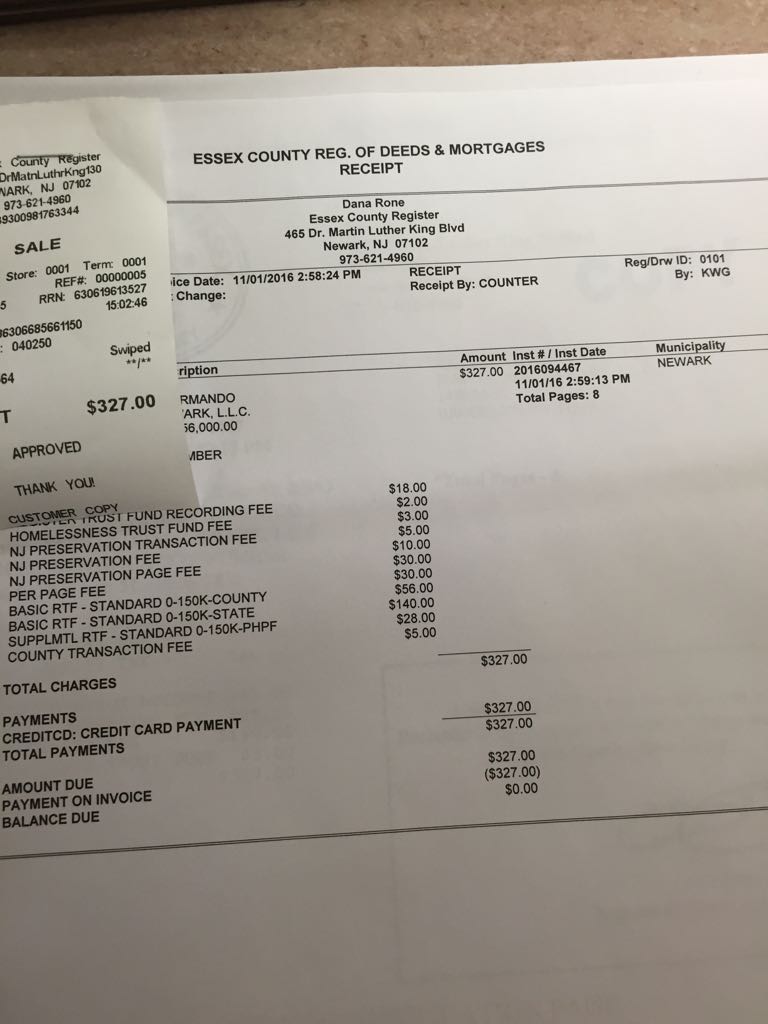 County Register
DrMatnLuthrKng130
NARK, NJ 07102
973-621-4960
9300981763344
SALE
Store: 0001 Term: 0001
REF#: 00000005
5 RRN: 630619613527
15:02:46
6306685661150
: 040250
Swiped
64 **/**
T $327.00
APPROVED
THANK YOU!
CUSTOMER COPY
ESSEX COUNTY REG. OF DEEDS & MORTGAGES
RECEIPT
Dana Rone
Essex County Register
465 Dr. Martin Luther King Blvd
Newark, NJ 07102
973-621-4960
ice Date: 11/01/2016 2:58:24 PM RECEIPT Reg/Drw ID: 0101
Change: Receipt By: COUNTER By: KWG
ription Amount Inst # / Inst Date Municipality
$327.00 2016094467 NEWARK
11/01/16 2:59:13 PM
Total Pages: 8
RMANDO
ARK, L.L.C.
56,000.00
MBER
TRUST FUND RECORDING FEE $18.00
HOMELESSNESS TRUST FUND FEE $2.00
NJ PRESERVATION TRANSACTION FEE $3.00
NJ PRESERVATION FEE $5.00
NJ PRESERVATION PAGE FEE $10.00
PER PAGE FEE $30.00
BASIC RTF - STANDARD 0-150K-COUNTY $30.00
BASIC RTF - STANDARD 0-150K-STATE $56.00
SUPPLMTL RTF - STANDARD 0-150K-PHPF $140.00
COUNTY TRANSACTION FEE $28.00
$5.00
TOTAL CHARGES $327.00
PAYMENTS
CREDITCD: CREDIT CARD PAYMENT $327.00
TOTAL PAYMENTS $327.00
AMOUNT DUE $327.00
PAYMENT ON INVOICE ($327.00)
BALANCE DUE $0.00